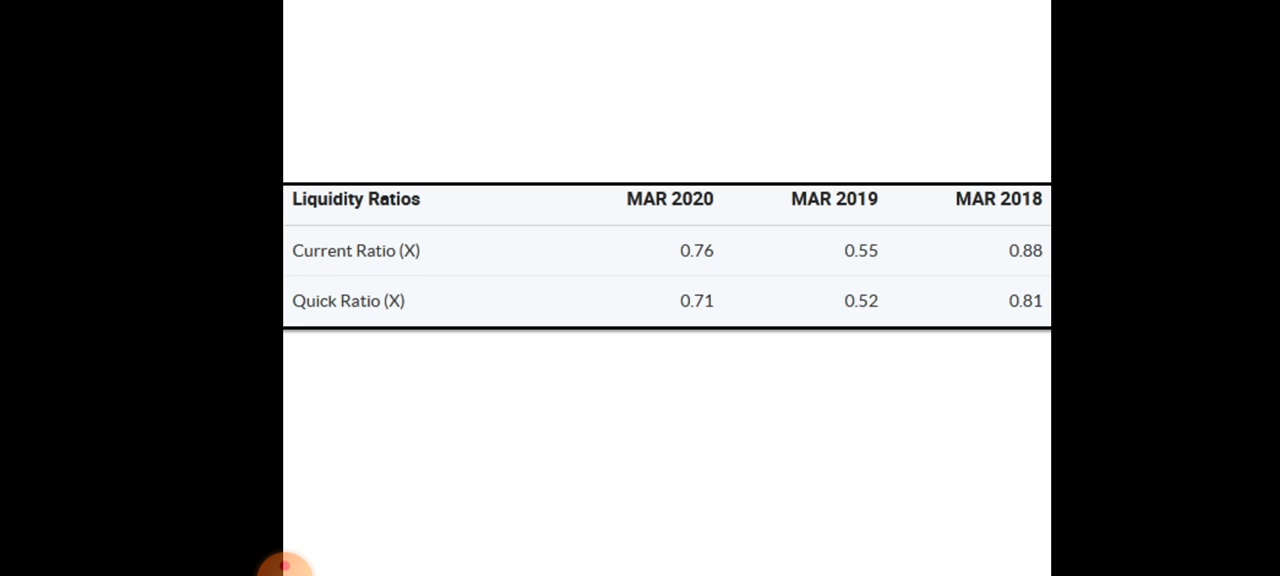 Liquidity Ratios MAR 2020 MAR 2019 MAR 2018
Current Ratio (X) 0.76 0.55 0.88
Quick Ratio (X) 0.71 0.52 0.81